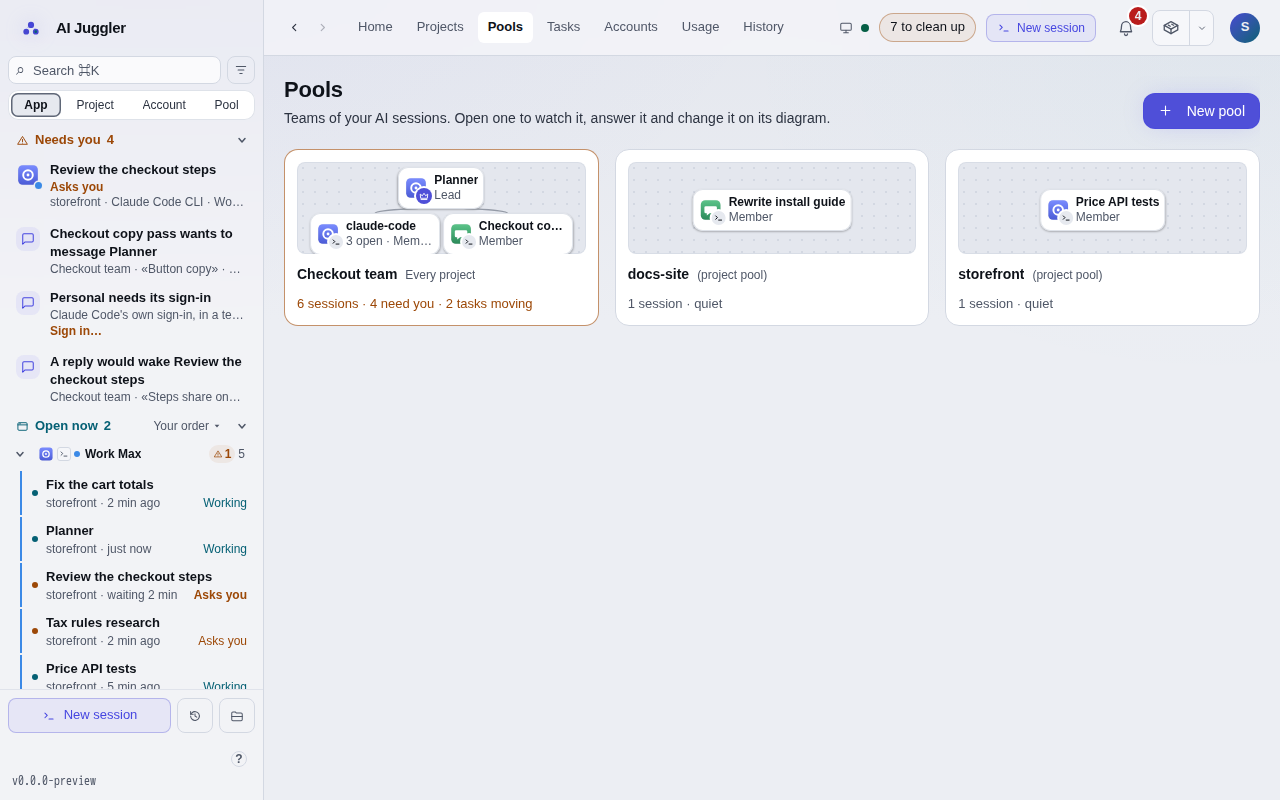 AI Juggler
Search ⌘K
App Project Account Pool
Needs you 4
Review the checkout steps
Asks you
storefront · Claude Code CLI · Wo…
Checkout copy pass wants to
message Planner
Checkout team · «Button copy» · …
Personal needs its sign-in
Claude Code's own sign-in, in a te…
Sign in…
A reply would wake Review the
checkout steps
Checkout team · «Steps share on…
Open now 2 Your order
Work Max 1 5
Fix the cart totals
storefront · 2 min ago Working
Planner
storefront · just now Working
Review the checkout steps
storefront · waiting 2 min Asks you
Tax rules research
storefront · 2 min ago Asks you
Price API tests
storefront · 5 min ago Working
New session
?
v0.0.0-preview
Home Projects Pools Tasks Accounts Usage History
7 to clean up
New session
4
S
Pools
Teams of your AI sessions. Open one to watch it, answer it and change it on its diagram.
New pool
Planner
Lead
claude-code
3 open · Mem…
Checkout co…
Member
Checkout team Every project
6 sessions · 4 need you · 2 tasks moving
Rewrite install guide
Member
docs-site (project pool)
1 session · quiet
Price API tests
Member
storefront (project pool)
1 session · quiet